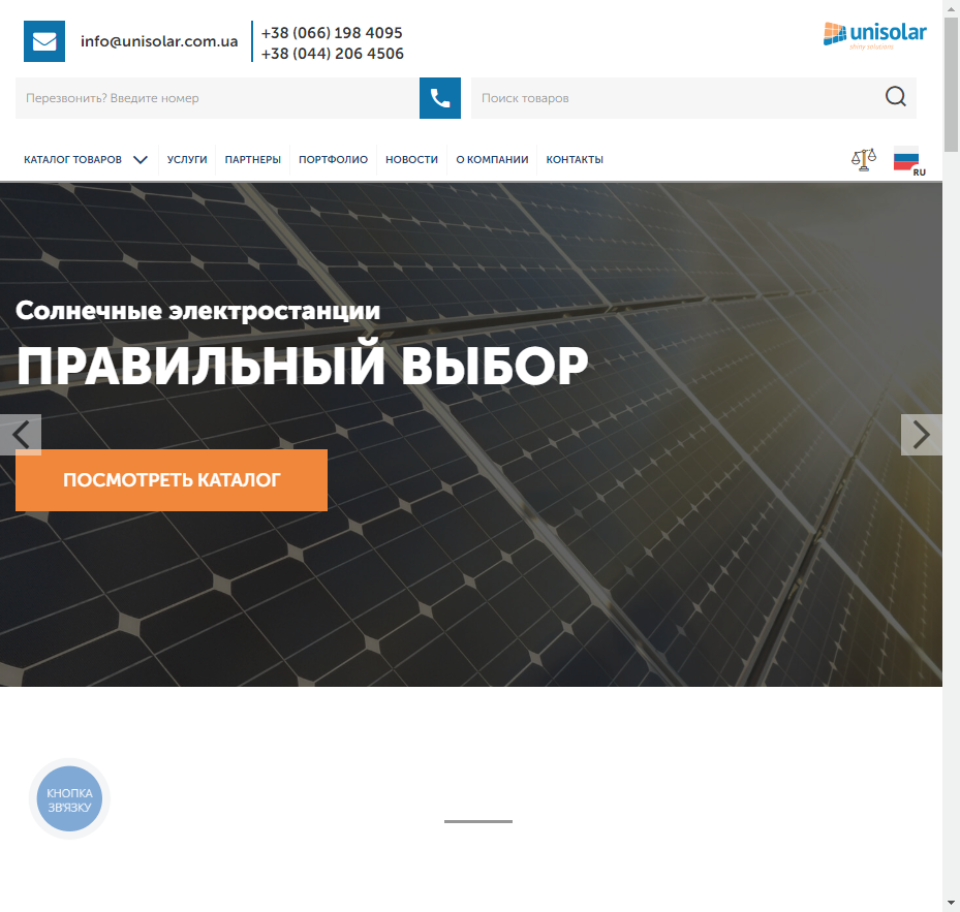 info@unisolar.com.ua
+38 (066) 198 4095
+38 (044) 206 4506
unisolar
shiny solutions
Перезвонить? Введите номер
Поиск товаров
КАТАЛОГ ТОВАРОВ УСЛУГИ ПАРТНЕРЫ ПОРТФОЛИО НОВОСТИ О КОМПАНИИ КОНТАКТЫ
RU
Солнечные электростанции
ПРАВИЛЬНЫЙ ВЫБОР
ПОСМОТРЕТЬ КАТАЛОГ
КНОПКА
ЗВ'ЯЗКУ